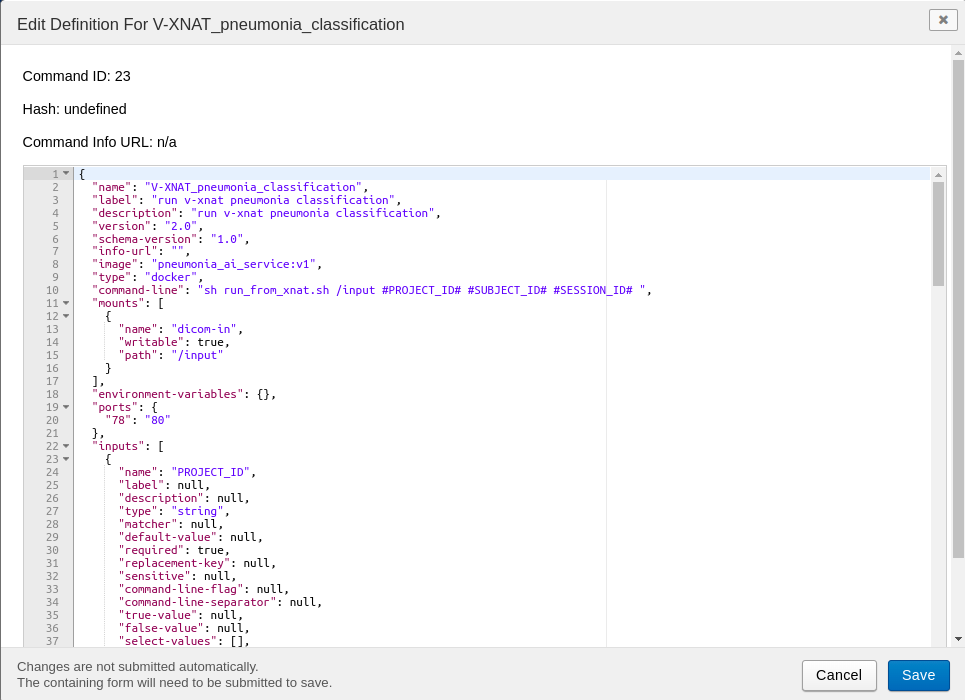 Edit Definition For V-XNAT_pneumonia_classification
Command ID: 23
Hash: undefined
Command Info URL: n/a
1 {
2 "name": "V-XNAT_pneumonia_classification",
3 "label": "run v-xnat pneumonia classification",
4 "description": "run v-xnat pneumonia classification",
5 "version": "2.0",
6 "schema-version": "1.0",
7 "info-url": "",
8 "image": "pneumonia_ai_service:v1",
9 "type": "docker",
10 "command-line": "sh run_from_xnat.sh /input #PROJECT_ID# #SUBJECT_ID# #SESSION_ID# ",
11 "mounts": [
12 {
13 "name": "dicom-in",
14 "writable": true,
15 "path": "/input"
16 }
17 ],
18 "environment-variables": {},
19 "ports": {
20 "78": "80"
21 },
22 "inputs": [
23 {
24 "name": "PROJECT_ID",
25 "label": null,
26 "description": null,
27 "type": "string",
28 "matcher": null,
29 "default-value": null,
30 "required": true,
31 "replacement-key": null,
32 "sensitive": null,
33 "command-line-flag": null,
34 "command-line-separator": null,
35 "true-value": null,
36 "false-value": null,
37 "select-values": [],
Changes are not submitted automatically.
The containing form will need to be submitted to save.
Cancel
Save